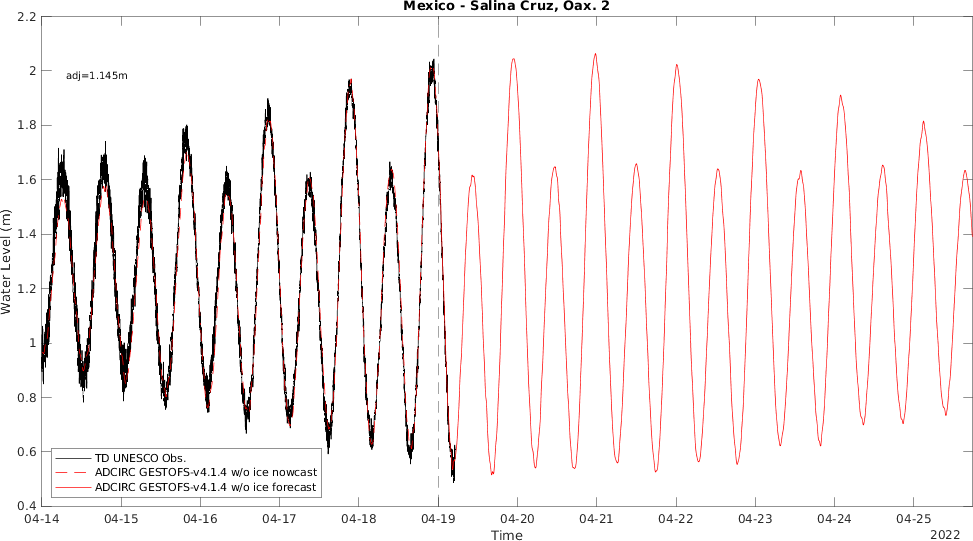 Mexico - Salina Cruz, Oax. 2
2.2
2
1.8
1.6
1.4
1.2
1
0.8
0.6
0.4
Water Level (m)
adj=1.145m
TD UNESCO Obs.
ADCIRC GESTOFS-v4.1.4 w/o ice nowcast
ADCIRC GESTOFS-v4.1.4 w/o ice forecast
04-14 04-15 04-16 04-17 04-18 04-19 04-20 04-21 04-22 04-23 04-24 04-25
Time
2022